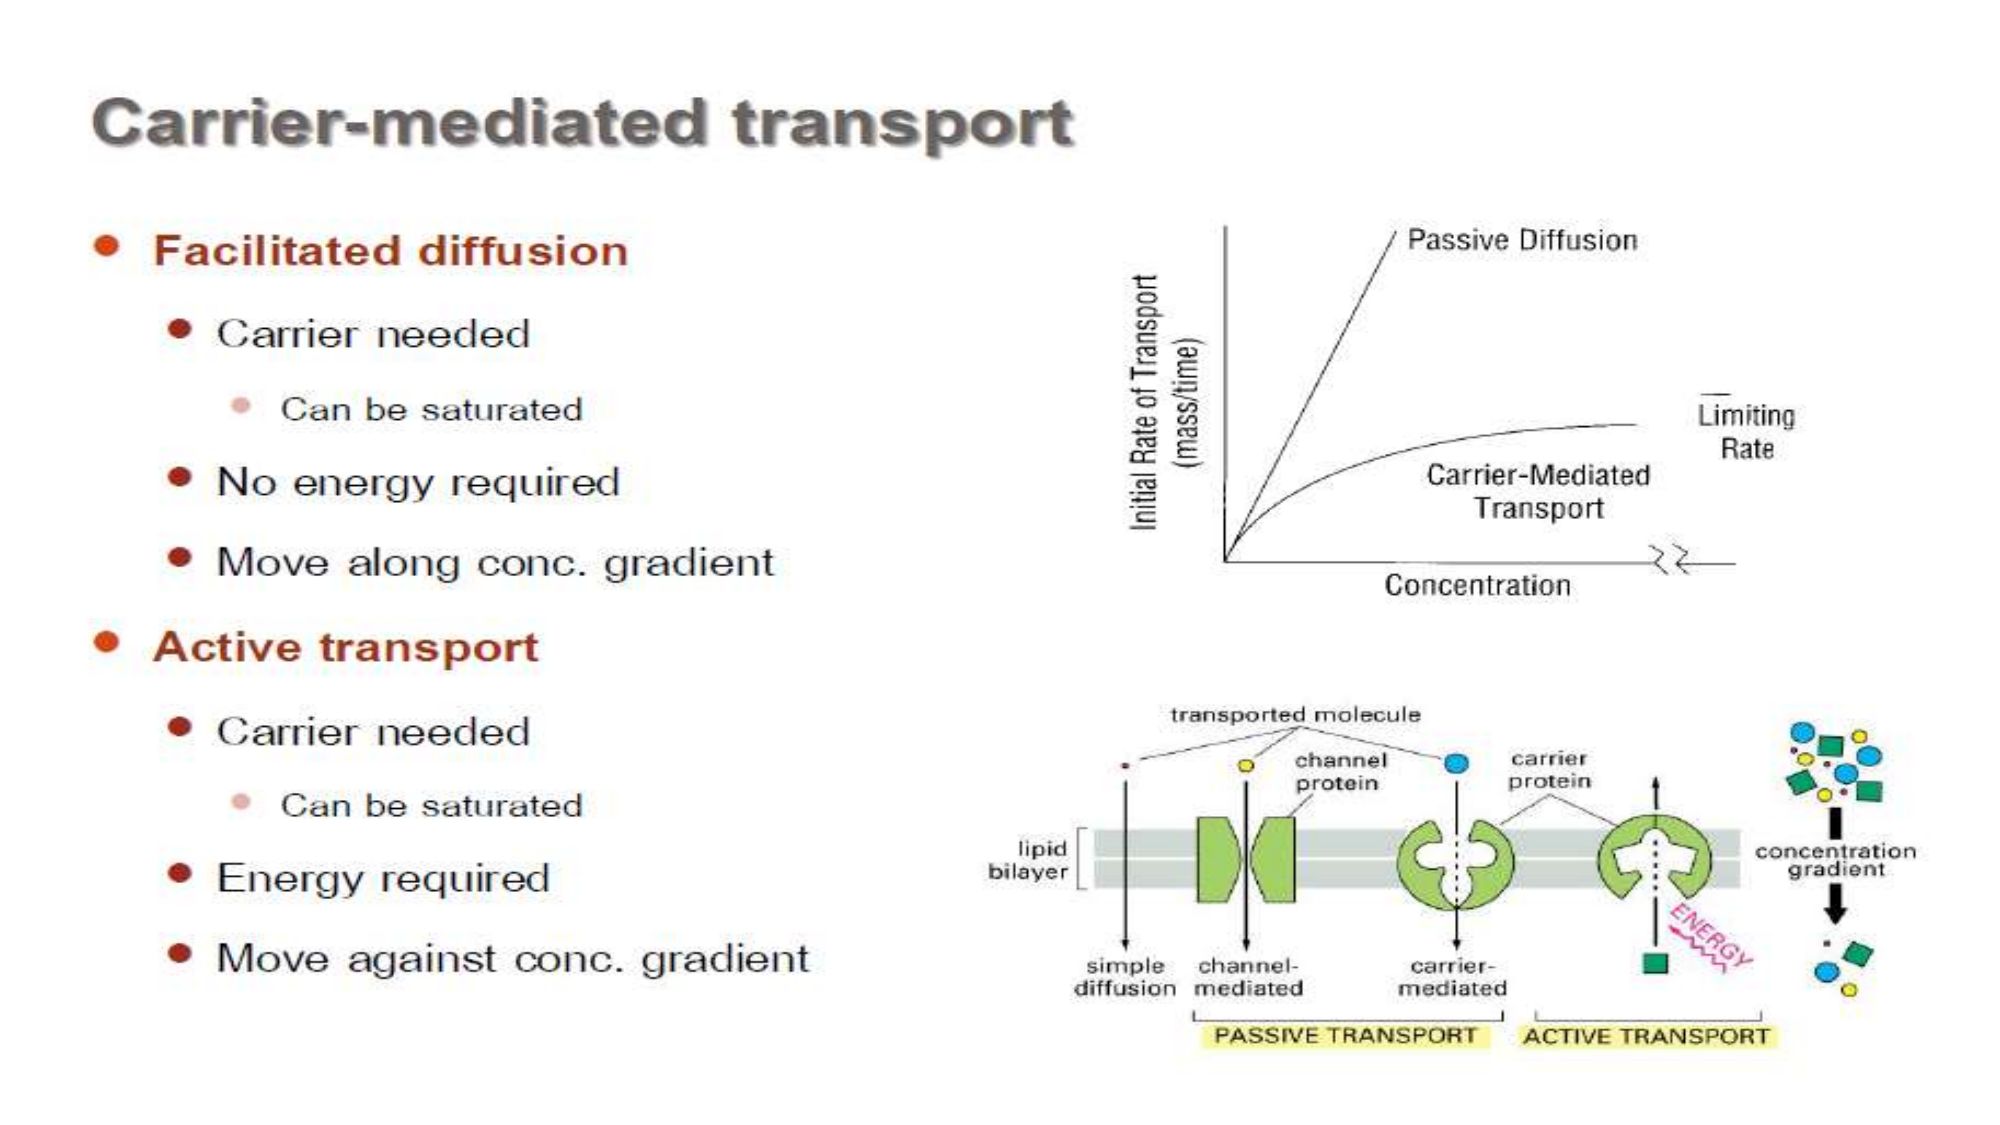 Carrier-mediated transport
Facilitated diffusion
Carrier needed
Can be saturated
No energy required
Move along conc. gradient
Active transport
Carrier needed
Can be saturated
Energy required
Move against conc. gradient
Initial Rate of Transport
(mass/time)
Passive Diffusion
Limiting
Rate
Carrier-Mediated
Transport
Concentration
transported molecule
channel
protein
carrier
protein
lipid
bilayer
concentration
gradient
ENERGY
simple
diffusion
channel-
mediated
carrier-
mediated
PASSIVE TRANSPORT
ACTIVE TRANSPORT